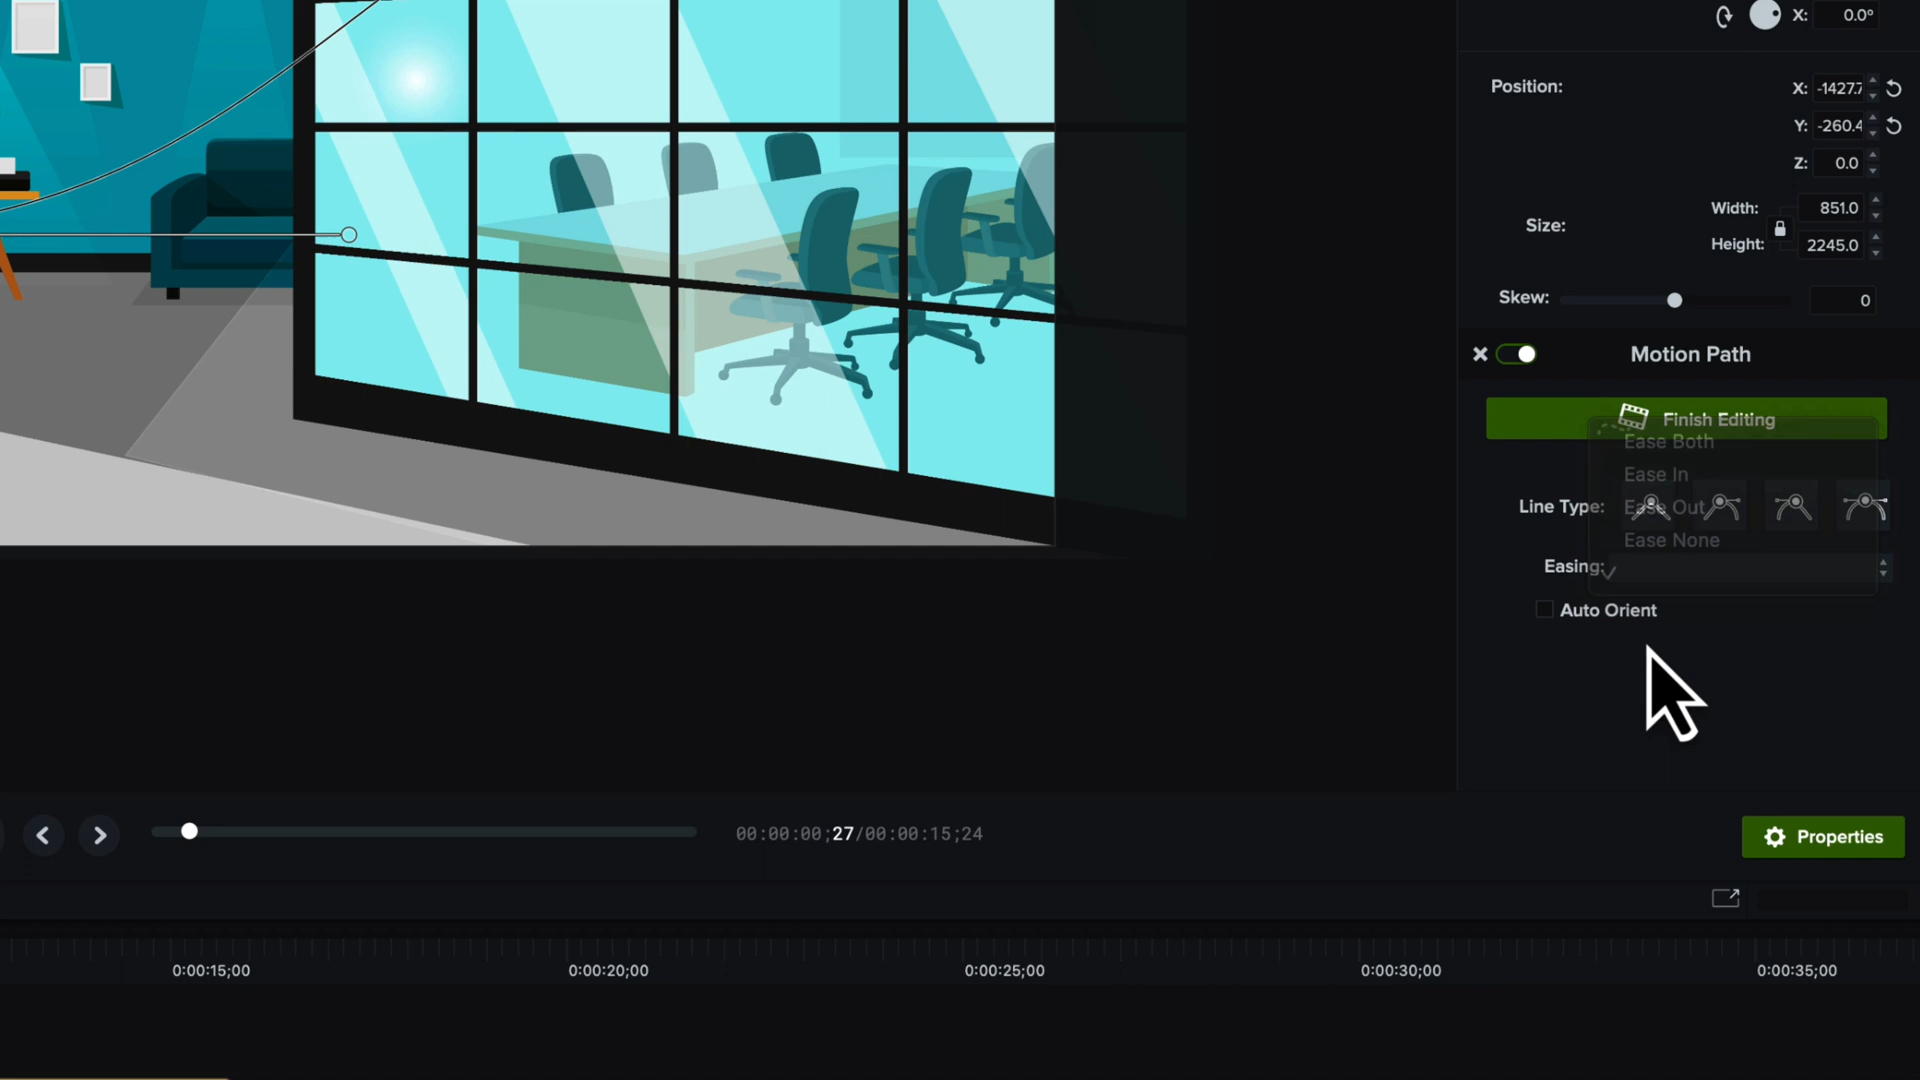 X: 0.0°
Position: X: -1427.7
Y: -260.4
Z: 0.0
Width: 851.0
Size:
Height: 2245.0
Skew: 0
Motion Path
Finish Editing
Ease Both
Ease In
Line Type: Ease Out
Ease None
Easing:
Auto Orient
00:00:00;27/00:00:15;24
Properties
0:00:15;00 0:00:20;00 0:00:25;00 0:00:30;00 0:00:35;00